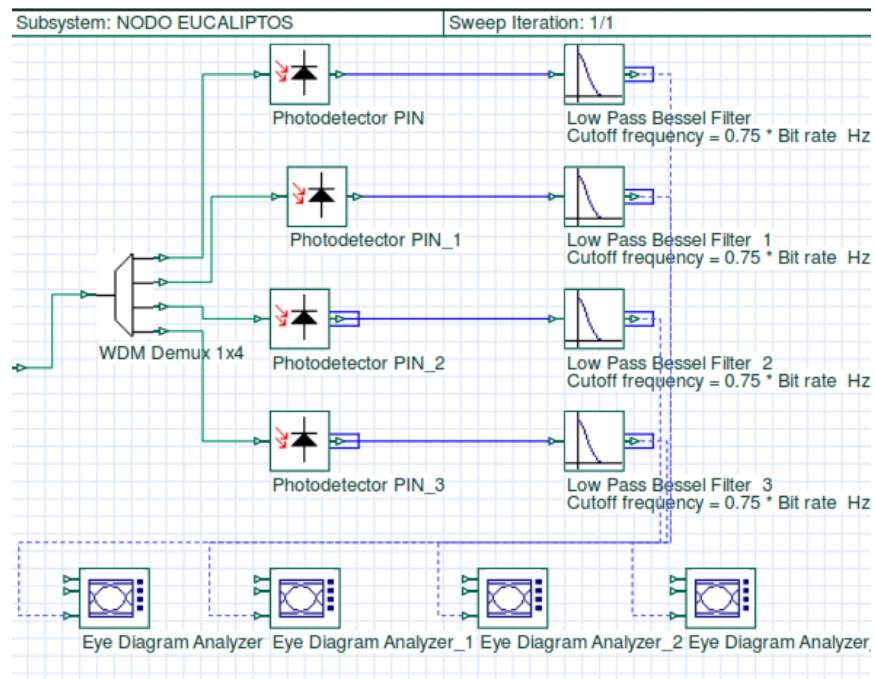 Subsystem: NODO EUCALIPTOS
Sweep Iteration: 1/1
Photodetector PIN
Low Pass Bessel Filter
Cutoff frequency = 0.75 * Bit rate Hz
Photodetector PIN_1
Low Pass Bessel Filter_1
Cutoff frequency = 0.75 * Bit rate Hz
WDM Demux 1x4
Photodetector PIN_2
Low Pass Bessel Filter_2
Cutoff frequency = 0.75 * Bit rate Hz
Photodetector PIN_3
Low Pass Bessel Filter_3
Cutoff frequency = 0.75 * Bit rate Hz
Eye Diagram Analyzer
Eye Diagram Analyzer_1
Eye Diagram Analyzer_2
Eye Diagram Analyzer_